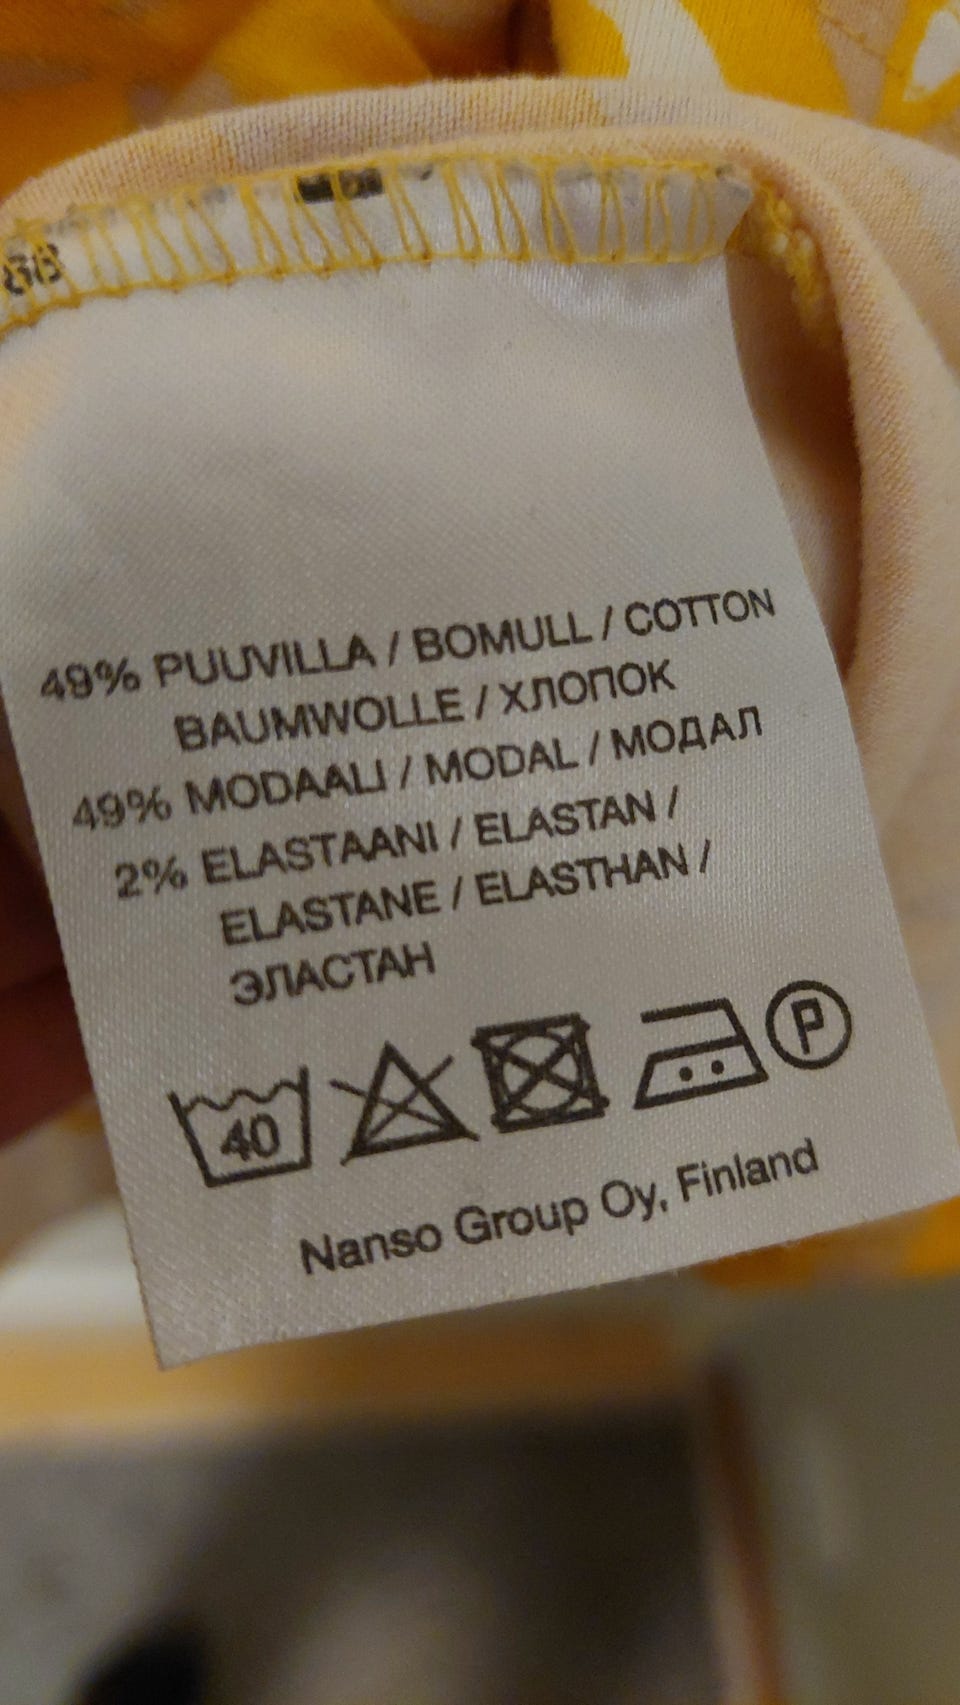 49% PUUVILLA / BOMULL / COTTON
BAUMWOLLE / ХЛОПОК
49% MODAALI / MODAL / МОДАЛ
2% ELASTAANI / ELASTAN /
ELASTANE / ELASTHAN /
ЭЛАСТАН
40
P
Nanso Group Oy, Finland